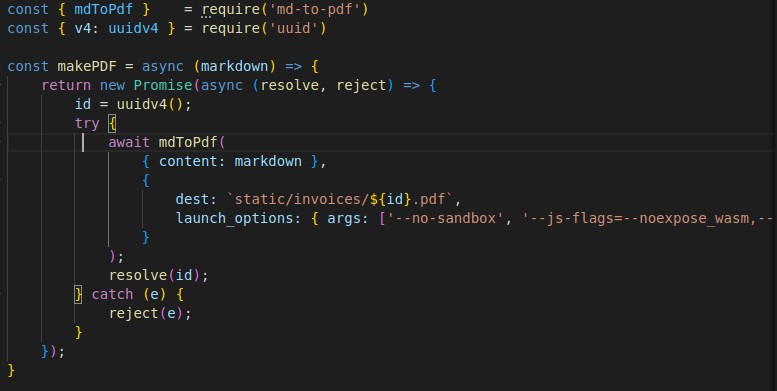 const { mdToPdf }    = require('md-to-pdf')
const { v4: uuidv4 } = require('uuid')

const makePDF = async (markdown) => {
    return new Promise(async (resolve, reject) => {
        id = uuidv4();
        try {
            await mdToPdf(
                { content: markdown },
                {
                    dest: `static/invoices/${id}.pdf`,
                    launch_options: { args: ['--no-sandbox', '--js-flags=--noexpose_wasm,--
                }
            );
            resolve(id);
        } catch (e) {
            reject(e);
        }
    });
}